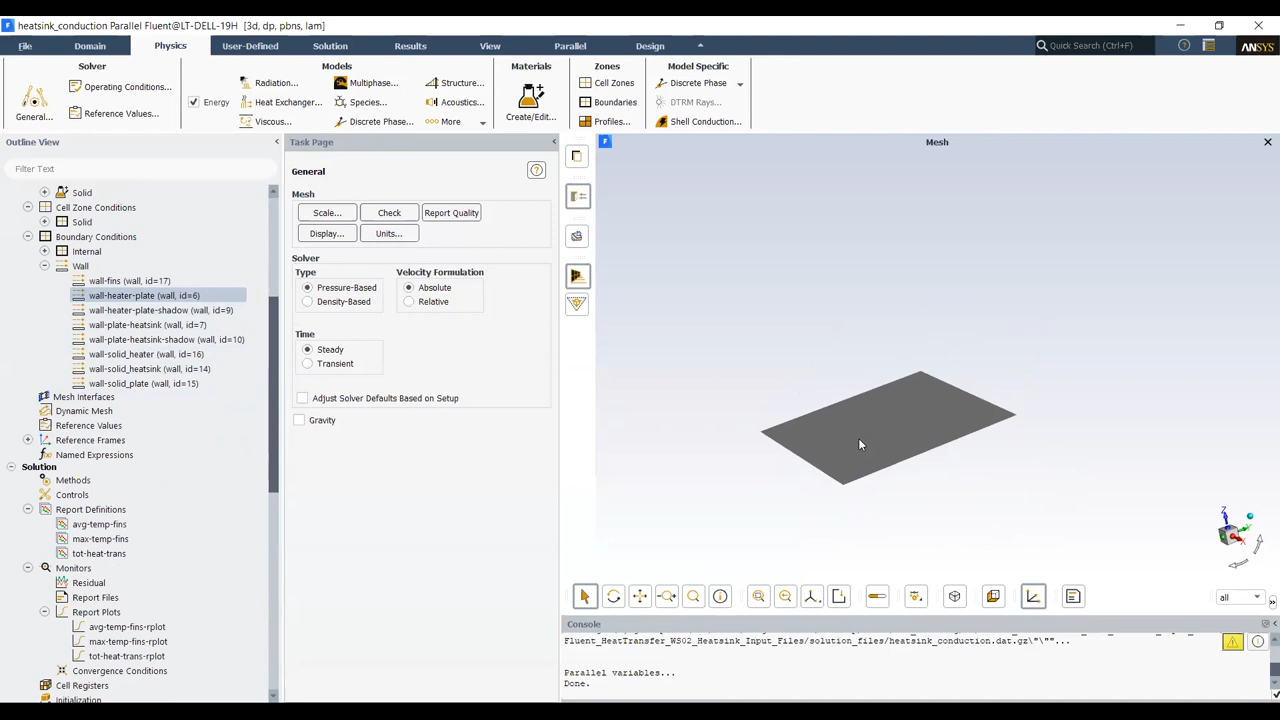 heatsink_conduction Parallel Fluent@LT-DELL-19H [3d, dp, pbns, lam]
File Domain Physics User-Defined Solution Results View Parallel Design Quick Search (Ctrl+F) ANSYS
Solver
General...
Operating Conditions...
Reference Values...
Models
Energy
Radiation... Multiphase... Structure...
Heat Exchanger... Species... Acoustics...
Viscous... Discrete Phase... More
Materials
Create/Edit...
Zones
Cell Zones
Boundaries
Profiles...
Model Specific
Discrete Phase
DTRM Rays...
Shell Conduction...
Outline View
Filter Text
Solid
Cell Zone Conditions
Solid
Boundary Conditions
Internal
Wall
wall-fins (wall, id=17)
wall-heater-plate (wall, id=6)
wall-heater-plate-shadow (wall, id=9)
wall-plate-heatsink (wall, id=7)
wall-plate-heatsink-shadow (wall, id=10)
wall-solid_heater (wall, id=16)
wall-solid_heatsink (wall, id=14)
wall-solid_plate (wall, id=15)
Mesh Interfaces
Dynamic Mesh
Reference Values
Reference Frames
Named Expressions
Solution
Methods
Controls
Report Definitions
avg-temp-fins
max-temp-fins
tot-heat-trans
Monitors
Residual
Report Files
Report Plots
avg-temp-fins-rplot
max-temp-fins-rplot
tot-heat-trans-rplot
Convergence Conditions
Cell Registers
Initialization
Task Page
General
Mesh
Scale... Check Report Quality
Display... Units...
Solver
Type Velocity Formulation
Pressure-Based Absolute
Density-Based Relative
Time
Steady
Transient
Adjust Solver Defaults Based on Setup
Gravity
Mesh
Z
Y
X
all
Console
Fluent_HeatTransfer_WS02_Heatsink_Input_Files/solution_files/heatsink_conduction.dat.gz\"\""...
Parallel variables...
Done.